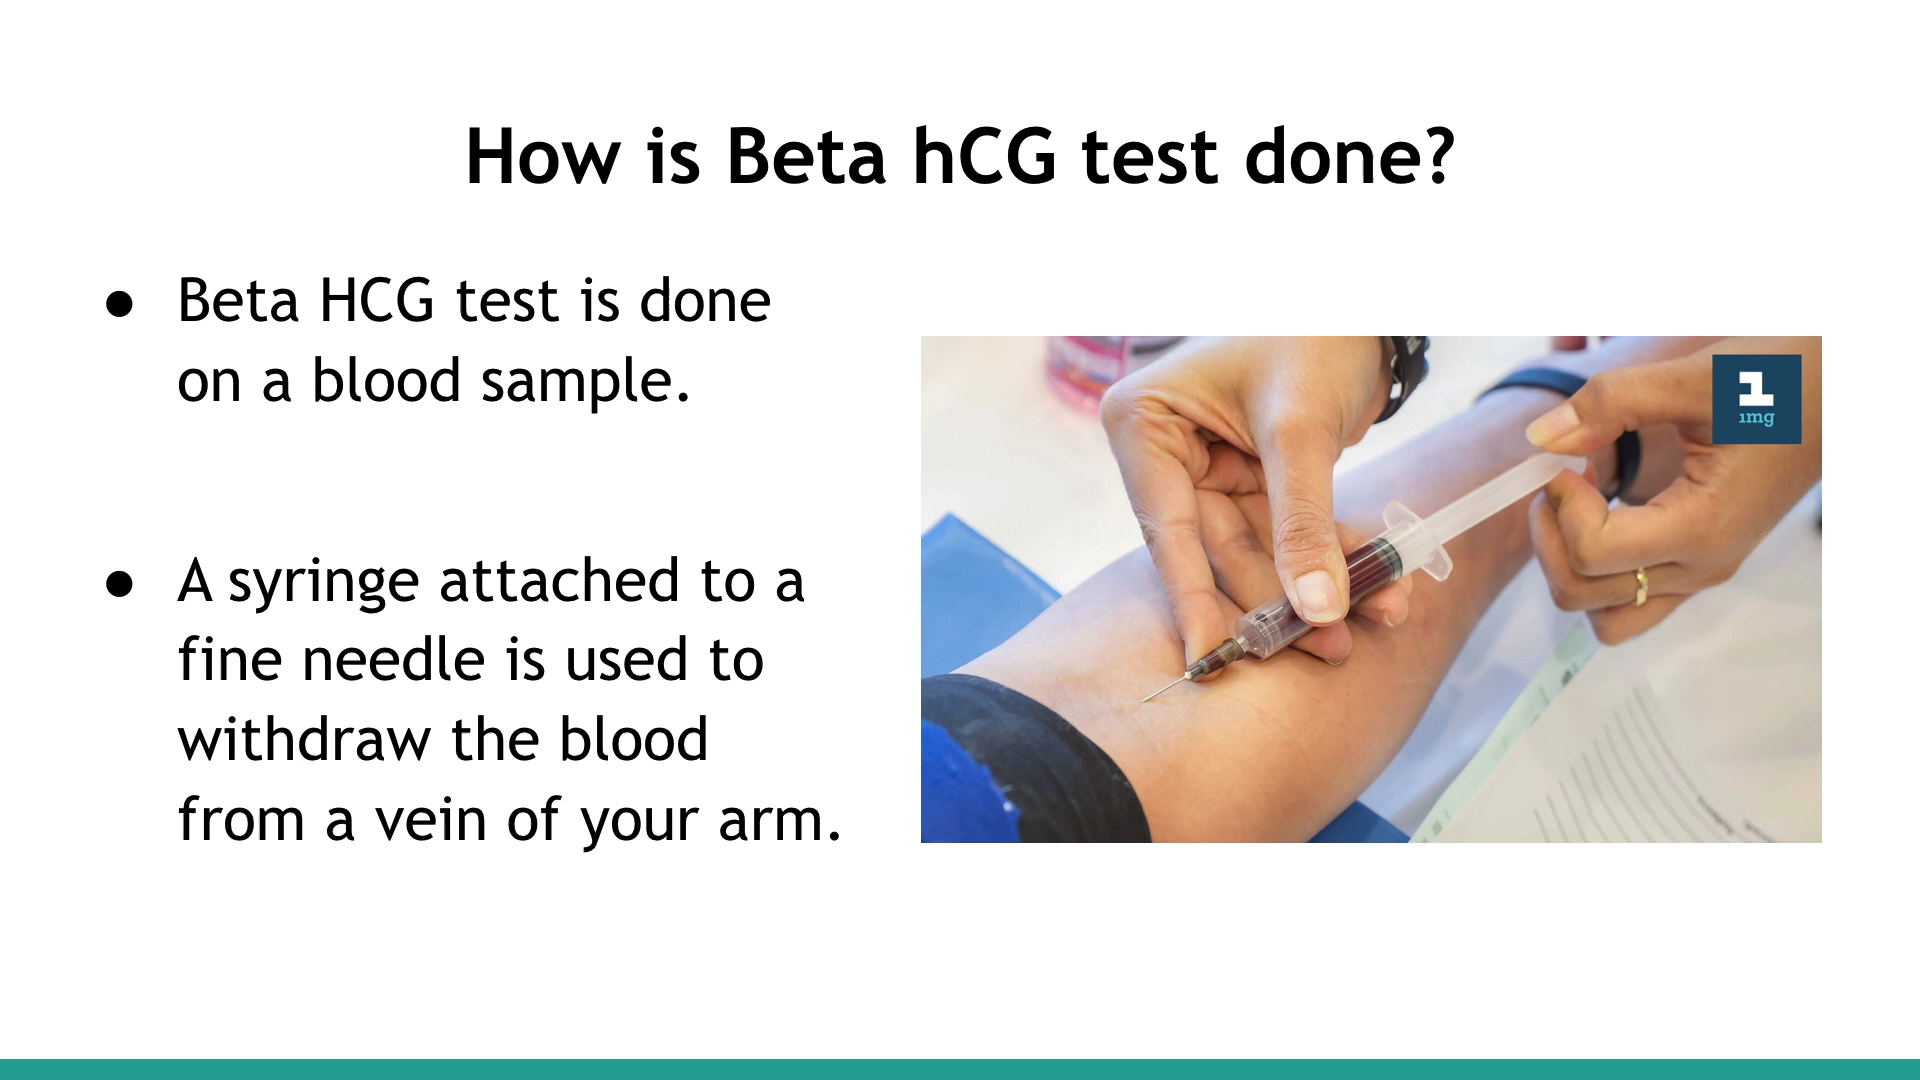 How is Beta hCG test done?
● Beta HCG test is done
on a blood sample.
● A syringe attached to a
fine needle is used to
withdraw the blood
from a vein of your arm.
1
1mg